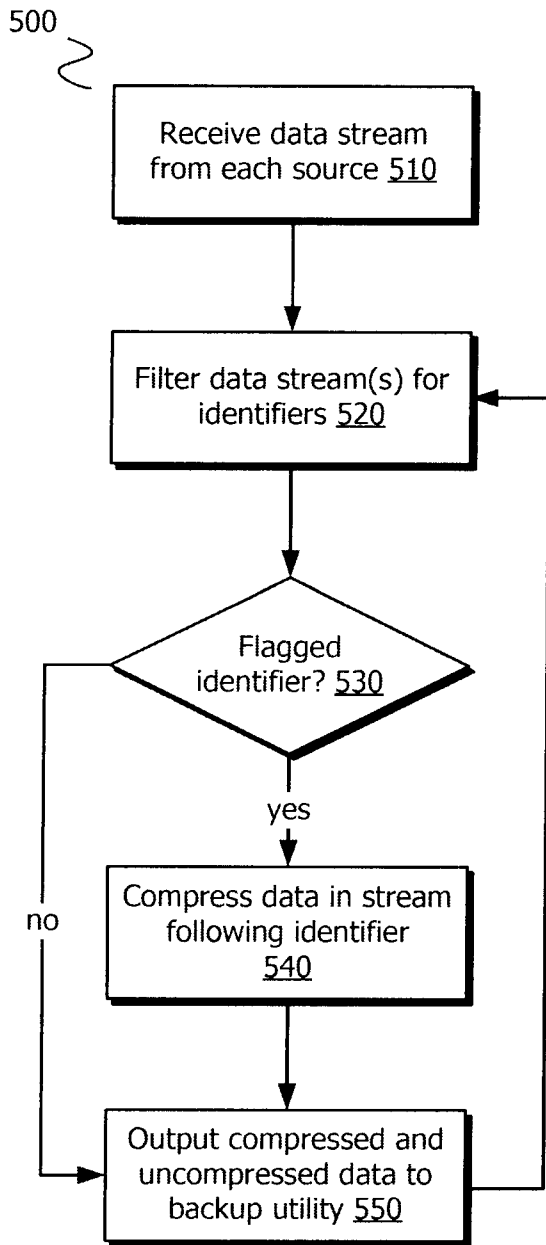 500
Receive data stream
from each source 510
Filter data stream(s) for
identifiers 520
Flagged
identifier? 530
yes
no
Compress data in stream
following identifier
540
Output compressed and
uncompressed data to
backup utility 550